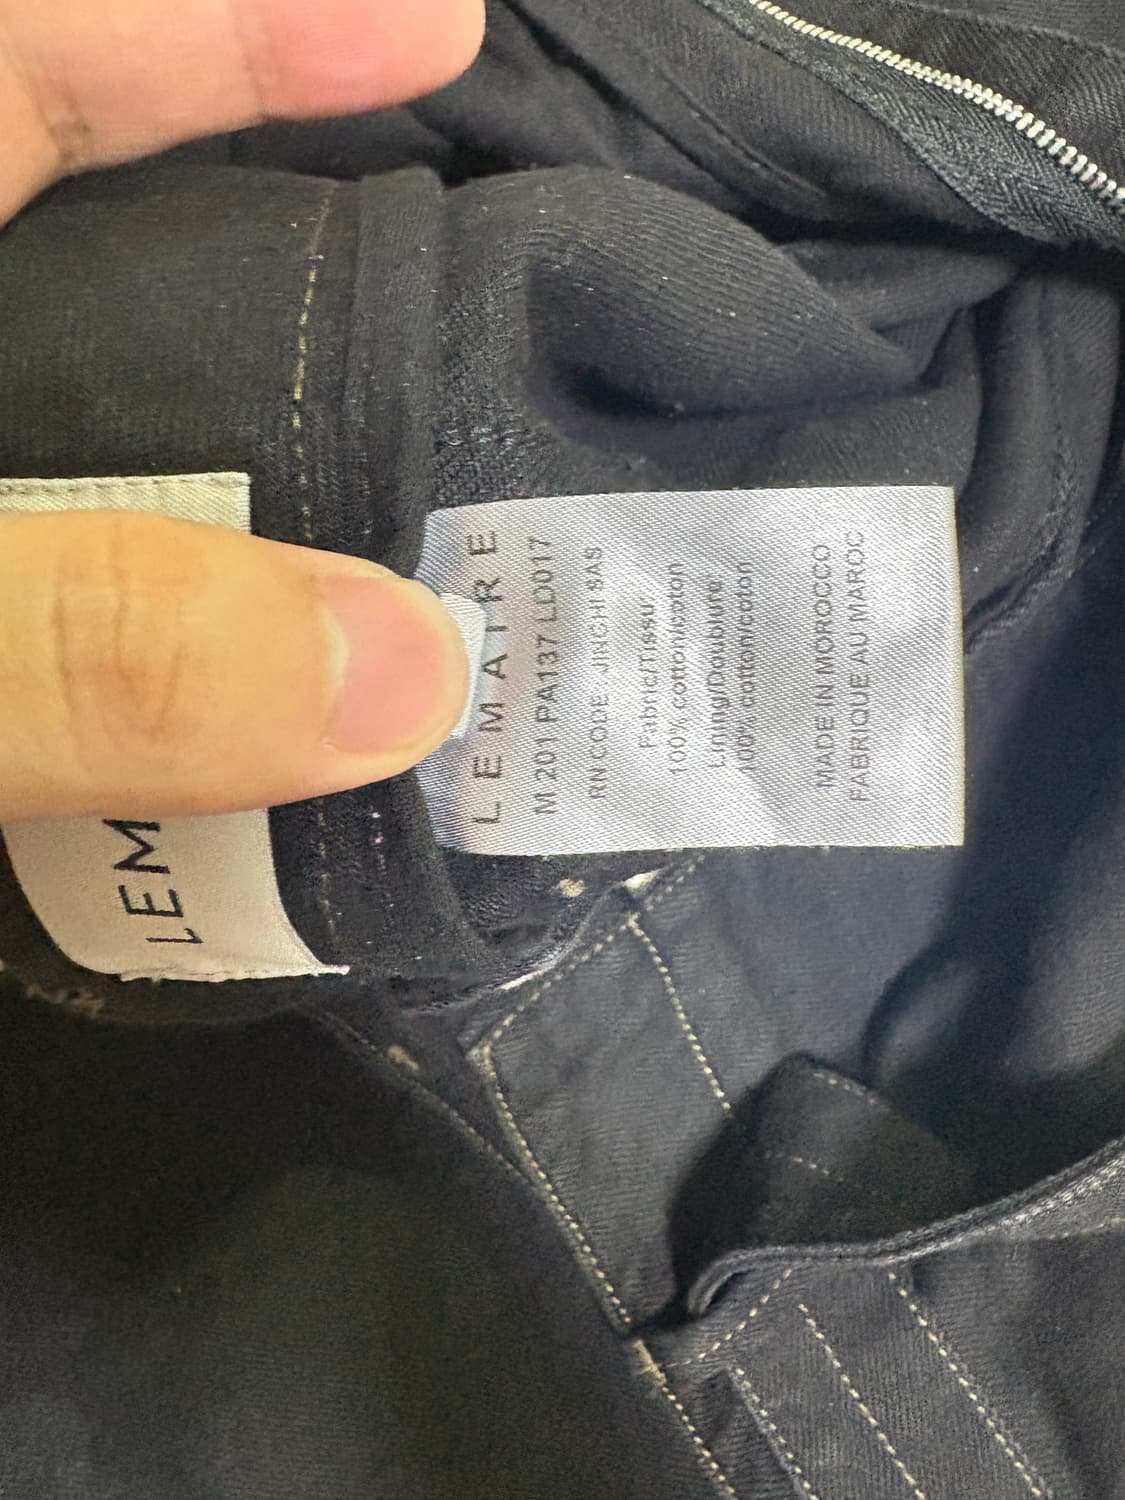 LEM
LEMAIRE
M 201 PA137 LD017
RN CODE JINGHI SAS
Fabric/Tissu
100% cotton/coton
Lining/Doublure
100% cotton/coton
MADE IN MOROCCO
FABRIQUE AU MAROC